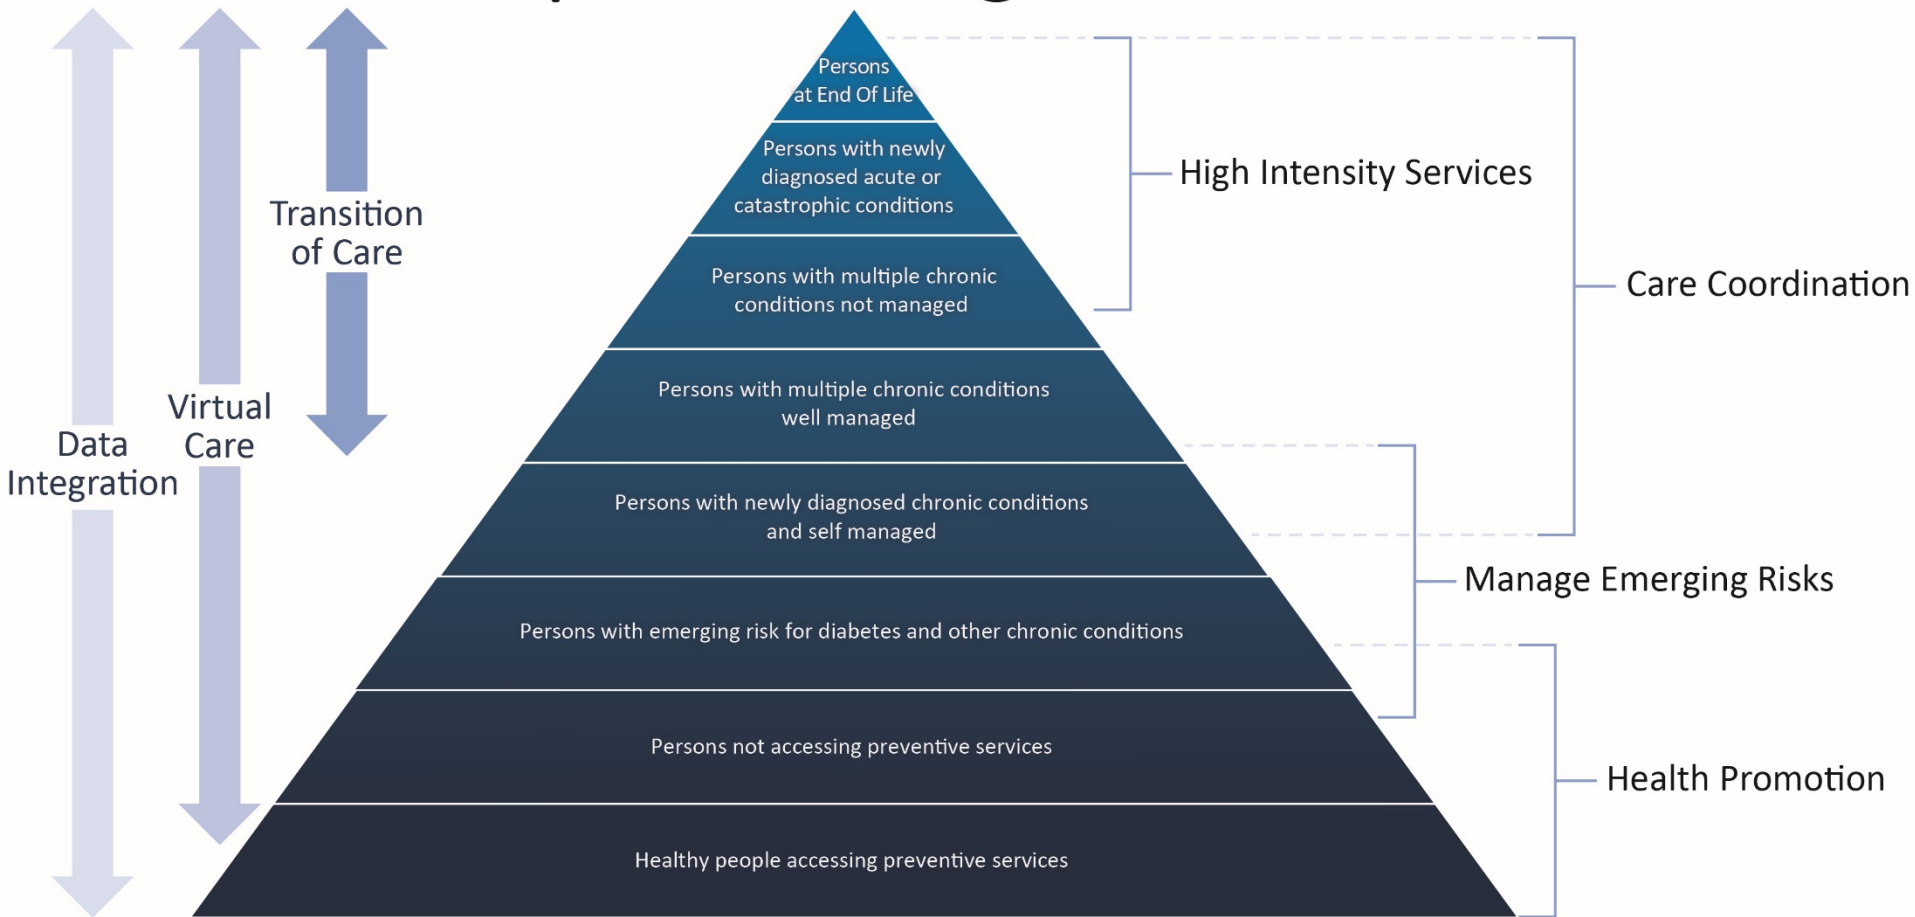 Persons
at End Of Life
Persons with newly
diagnosed acute or
catastrophic conditions
Persons with multiple chronic
conditions not managed
Persons with multiple chronic conditions
well managed
Persons with newly diagnosed chronic conditions
and self managed
Persons with emerging risk for diabetes and other chronic conditions
Persons not accessing preventive services
Healthy people accessing preventive services
Data
Integration
Virtual
Care
Transition
of Care
High Intensity Services
Care Coordination
Manage Emerging Risks
Health Promotion